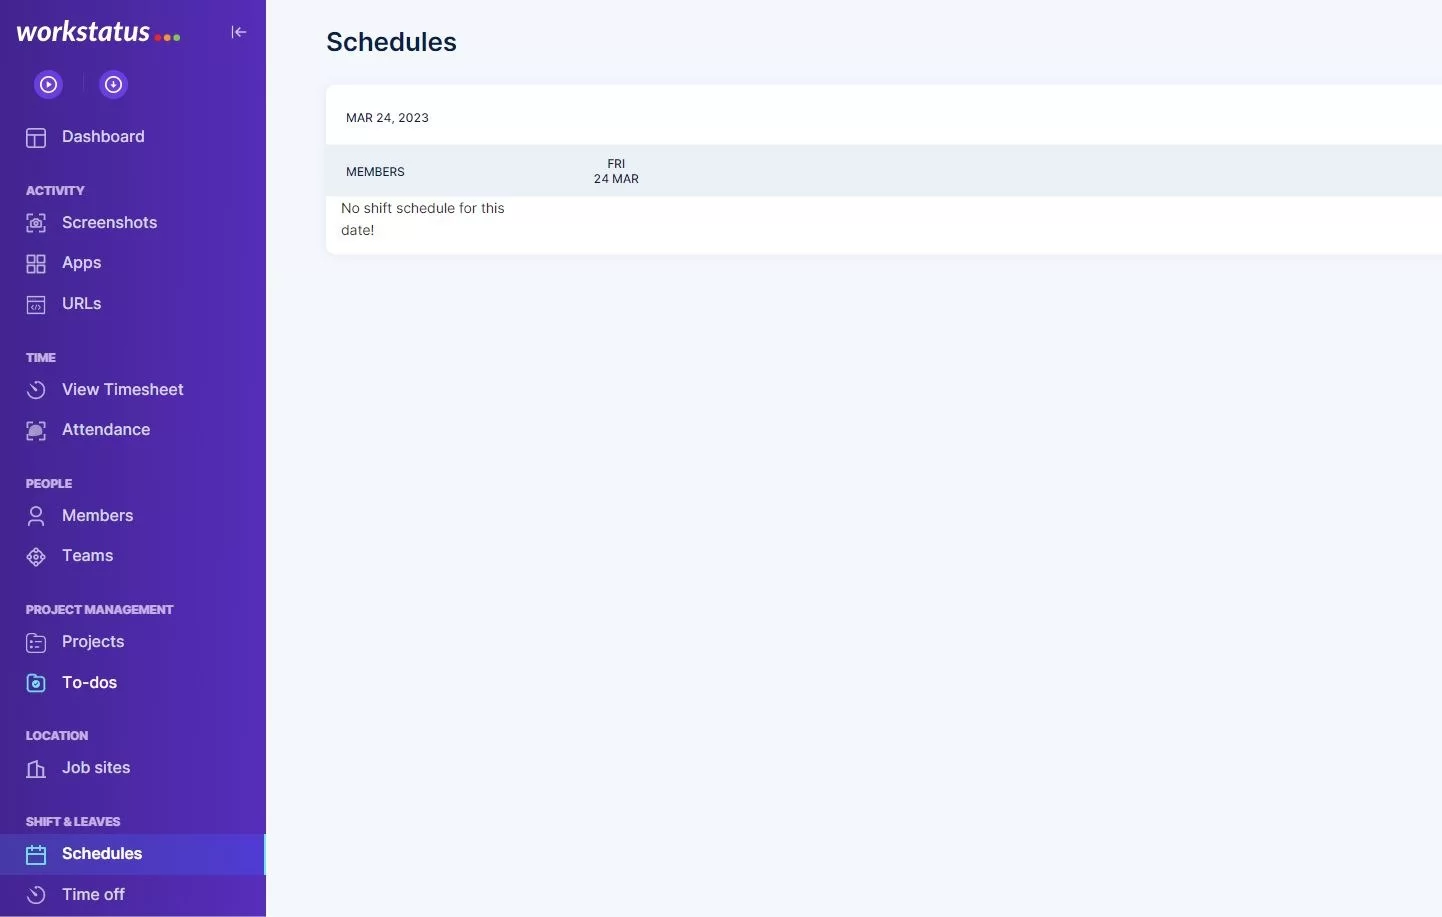 workstatus
Dashboard
ACTIVITY
Screenshots
Apps
URLs
TIME
View Timesheet
Attendance
PEOPLE
Members
Teams
PROJECT MANAGEMENT
Projects
To-dos
LOCATION
Job sites
SHIFT & LEAVES
Schedules
Time off
Schedules
MAR 24, 2023
MEMBERS
FRI
24 MAR
No shift schedule for this
date!